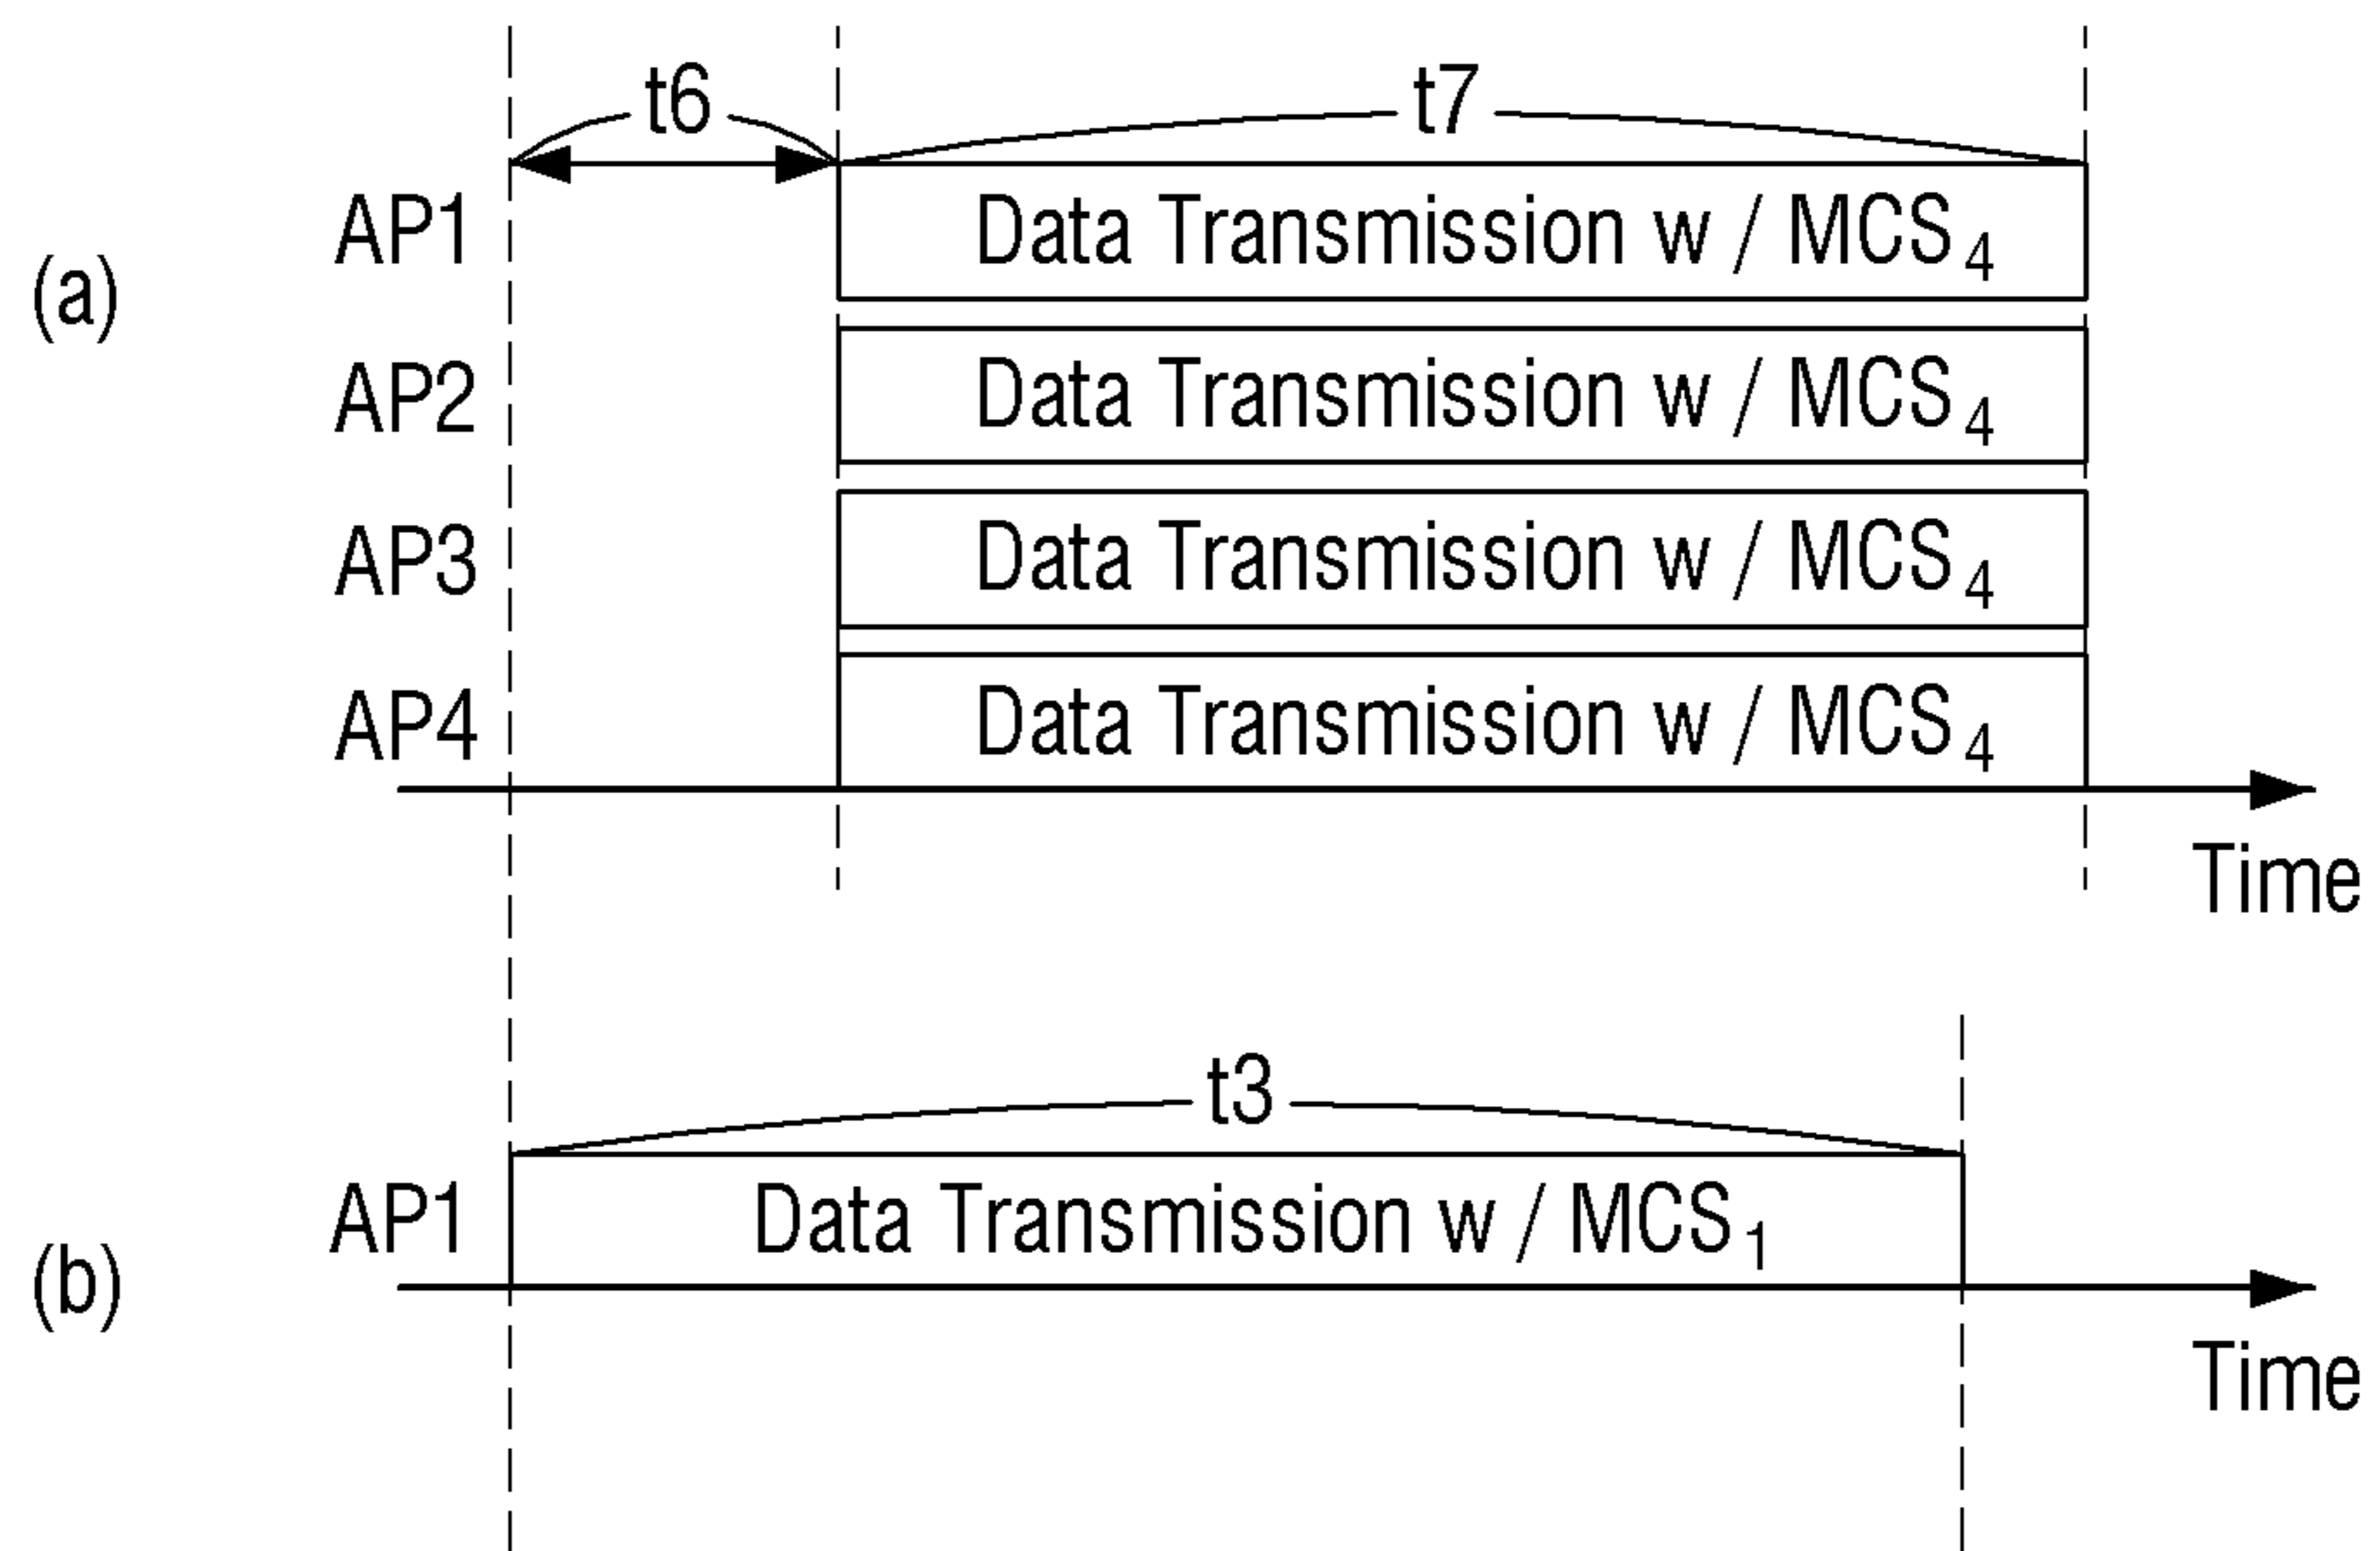 t6 t7
AP1 Data Transmission w / MCS4
(a)
AP2 Data Transmission w / MCS4
AP3 Data Transmission w / MCS4
AP4 Data Transmission w / MCS4
Time
t3
AP1 Data Transmission w / MCS1
(b)
Time